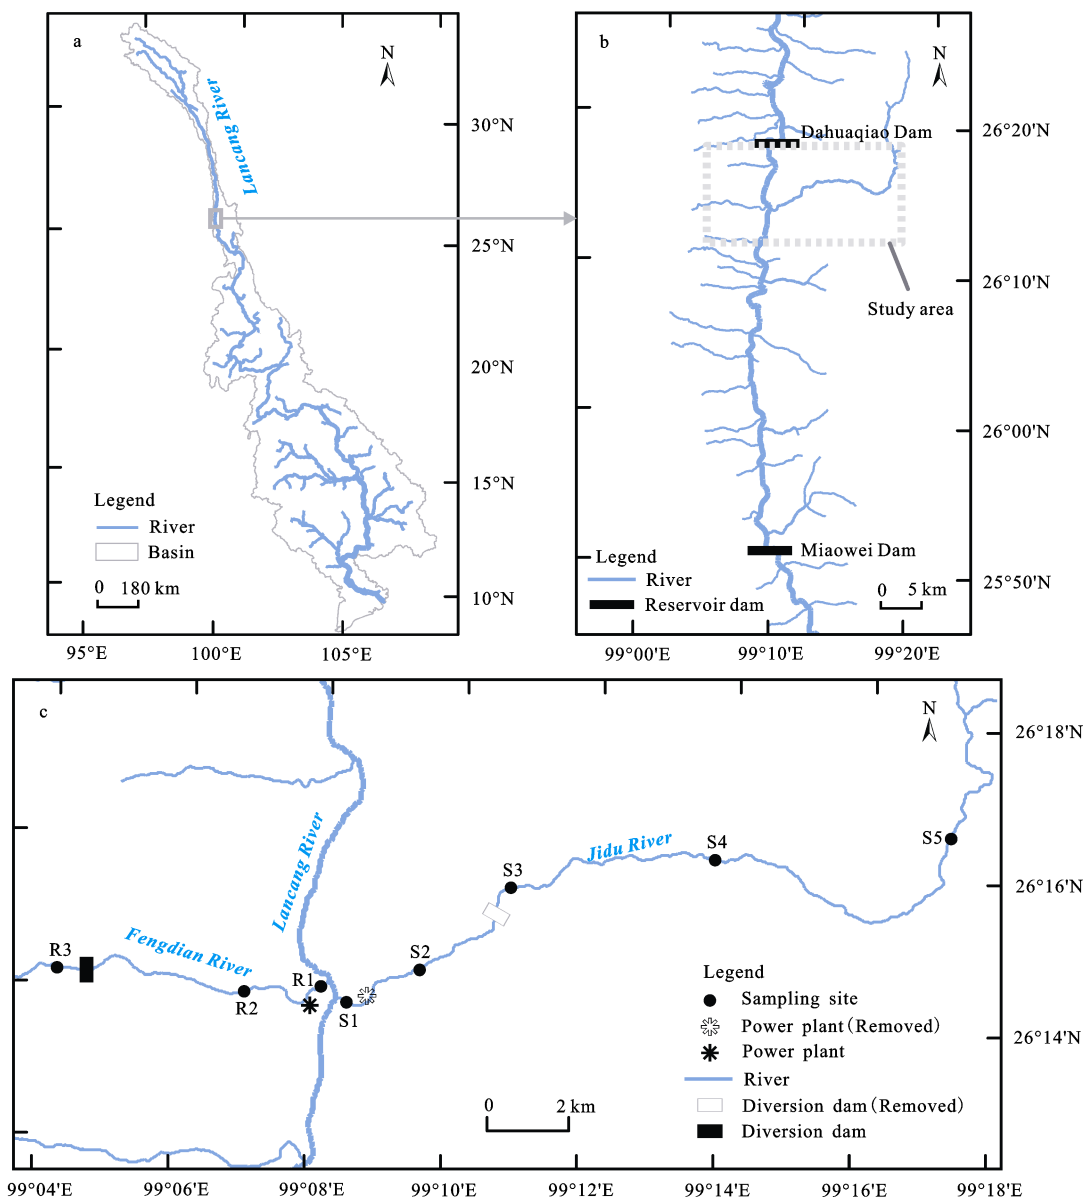 a
N
Lancang River
30°N
25°N
20°N
15°N
10°N
Legend
River
Basin
0 180 km
95°E 100°E 105°E
b
N
Dahuaqiao Dam
26°20'N
26°10'N
Study area
26°00'N
Miaowei Dam
25°50'N
Legend
River
Reservoir dam
0 5 km
99°00'E 99°10'E 99°20'E
c
N
26°18'N
Lancang River
Jidu River
S4
S5
S3
26°16'N
Fengdian River
R3
S2
R1
R2
S1
Legend
Sampling site
Power plant(Removed)
26°14'N
Power plant
River
Diversion dam(Removed)
Diversion dam
0 2 km
99°04'E 99°06'E 99°08'E 99°10'E 99°12'E 99°14'E 99°16'E 99°18'E